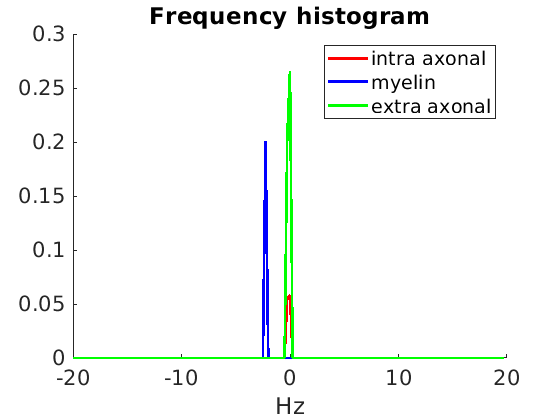 Frequency histogram
0.3
0.25
0.2
0.15
0.1
0.05
0
intra axonal
myelin
extra axonal
-20 -10 0 10 20
Hz